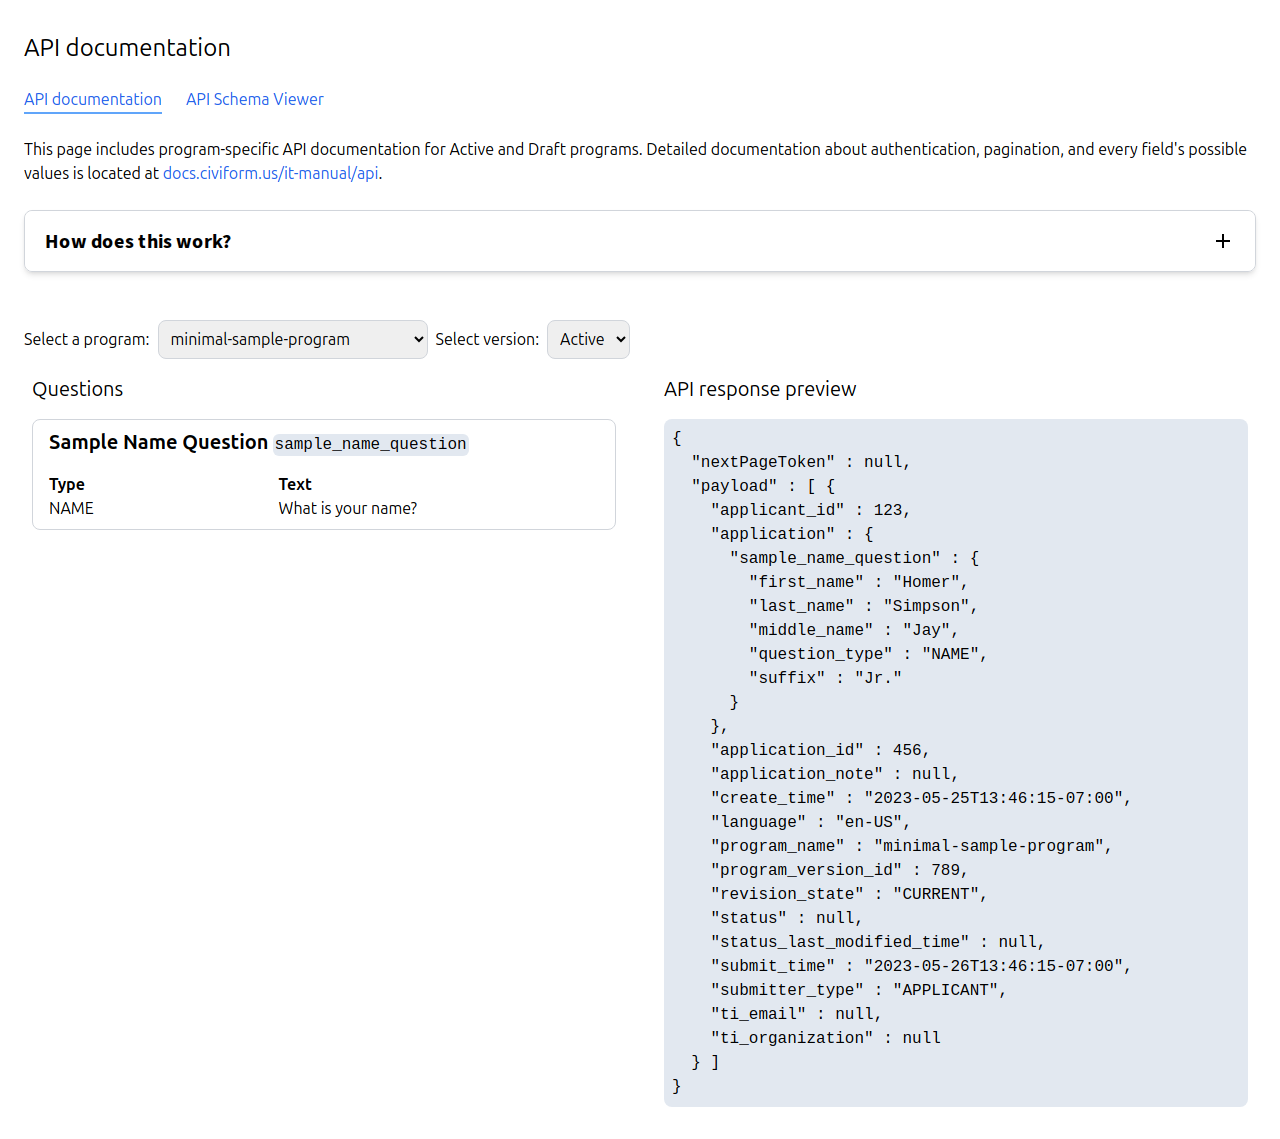 API documentation
API documentation API Schema Viewer
This page includes program-specific API documentation for Active and Draft programs. Detailed documentation about authentication, pagination, and every field's possible
values is located at docs.civiform.us/it-manual/api.
How does this work? +
Select a program: minimal-sample-program Select version: Active
Questions
Sample Name Question sample_name_question
Type Text
NAME What is your name?
API response preview
{
  "nextPageToken" : null,
  "payload" : [ {
    "applicant_id" : 123,
    "application" : {
      "sample_name_question" : {
        "first_name" : "Homer",
        "last_name" : "Simpson",
        "middle_name" : "Jay",
        "question_type" : "NAME",
        "suffix" : "Jr."
      }
    },
    "application_id" : 456,
    "application_note" : null,
    "create_time" : "2023-05-25T13:46:15-07:00",
    "language" : "en-US",
    "program_name" : "minimal-sample-program",
    "program_version_id" : 789,
    "revision_state" : "CURRENT",
    "status" : null,
    "status_last_modified_time" : null,
    "submit_time" : "2023-05-26T13:46:15-07:00",
    "submitter_type" : "APPLICANT",
    "ti_email" : null,
    "ti_organization" : null
  } ]
}